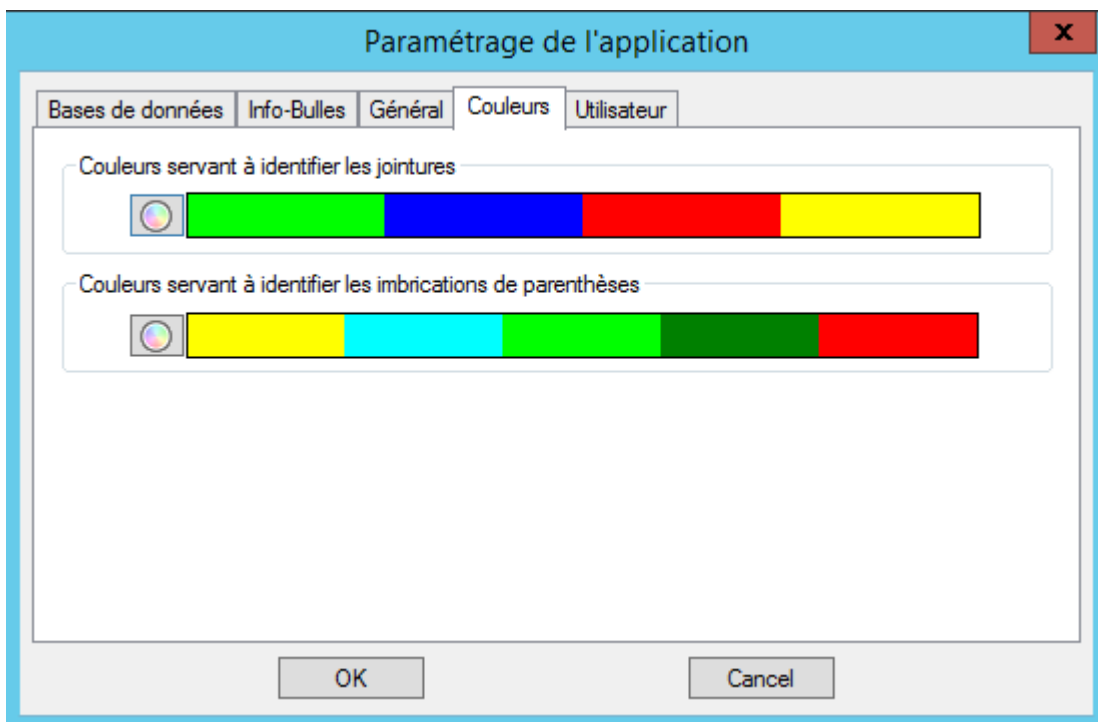 Paramétrage de l'application
x
Bases de données Info-Bulles Général Couleurs Utilisateur
Couleurs servant à identifier les jointures
Couleurs servant à identifier les imbrications de parenthèses
OK Cancel